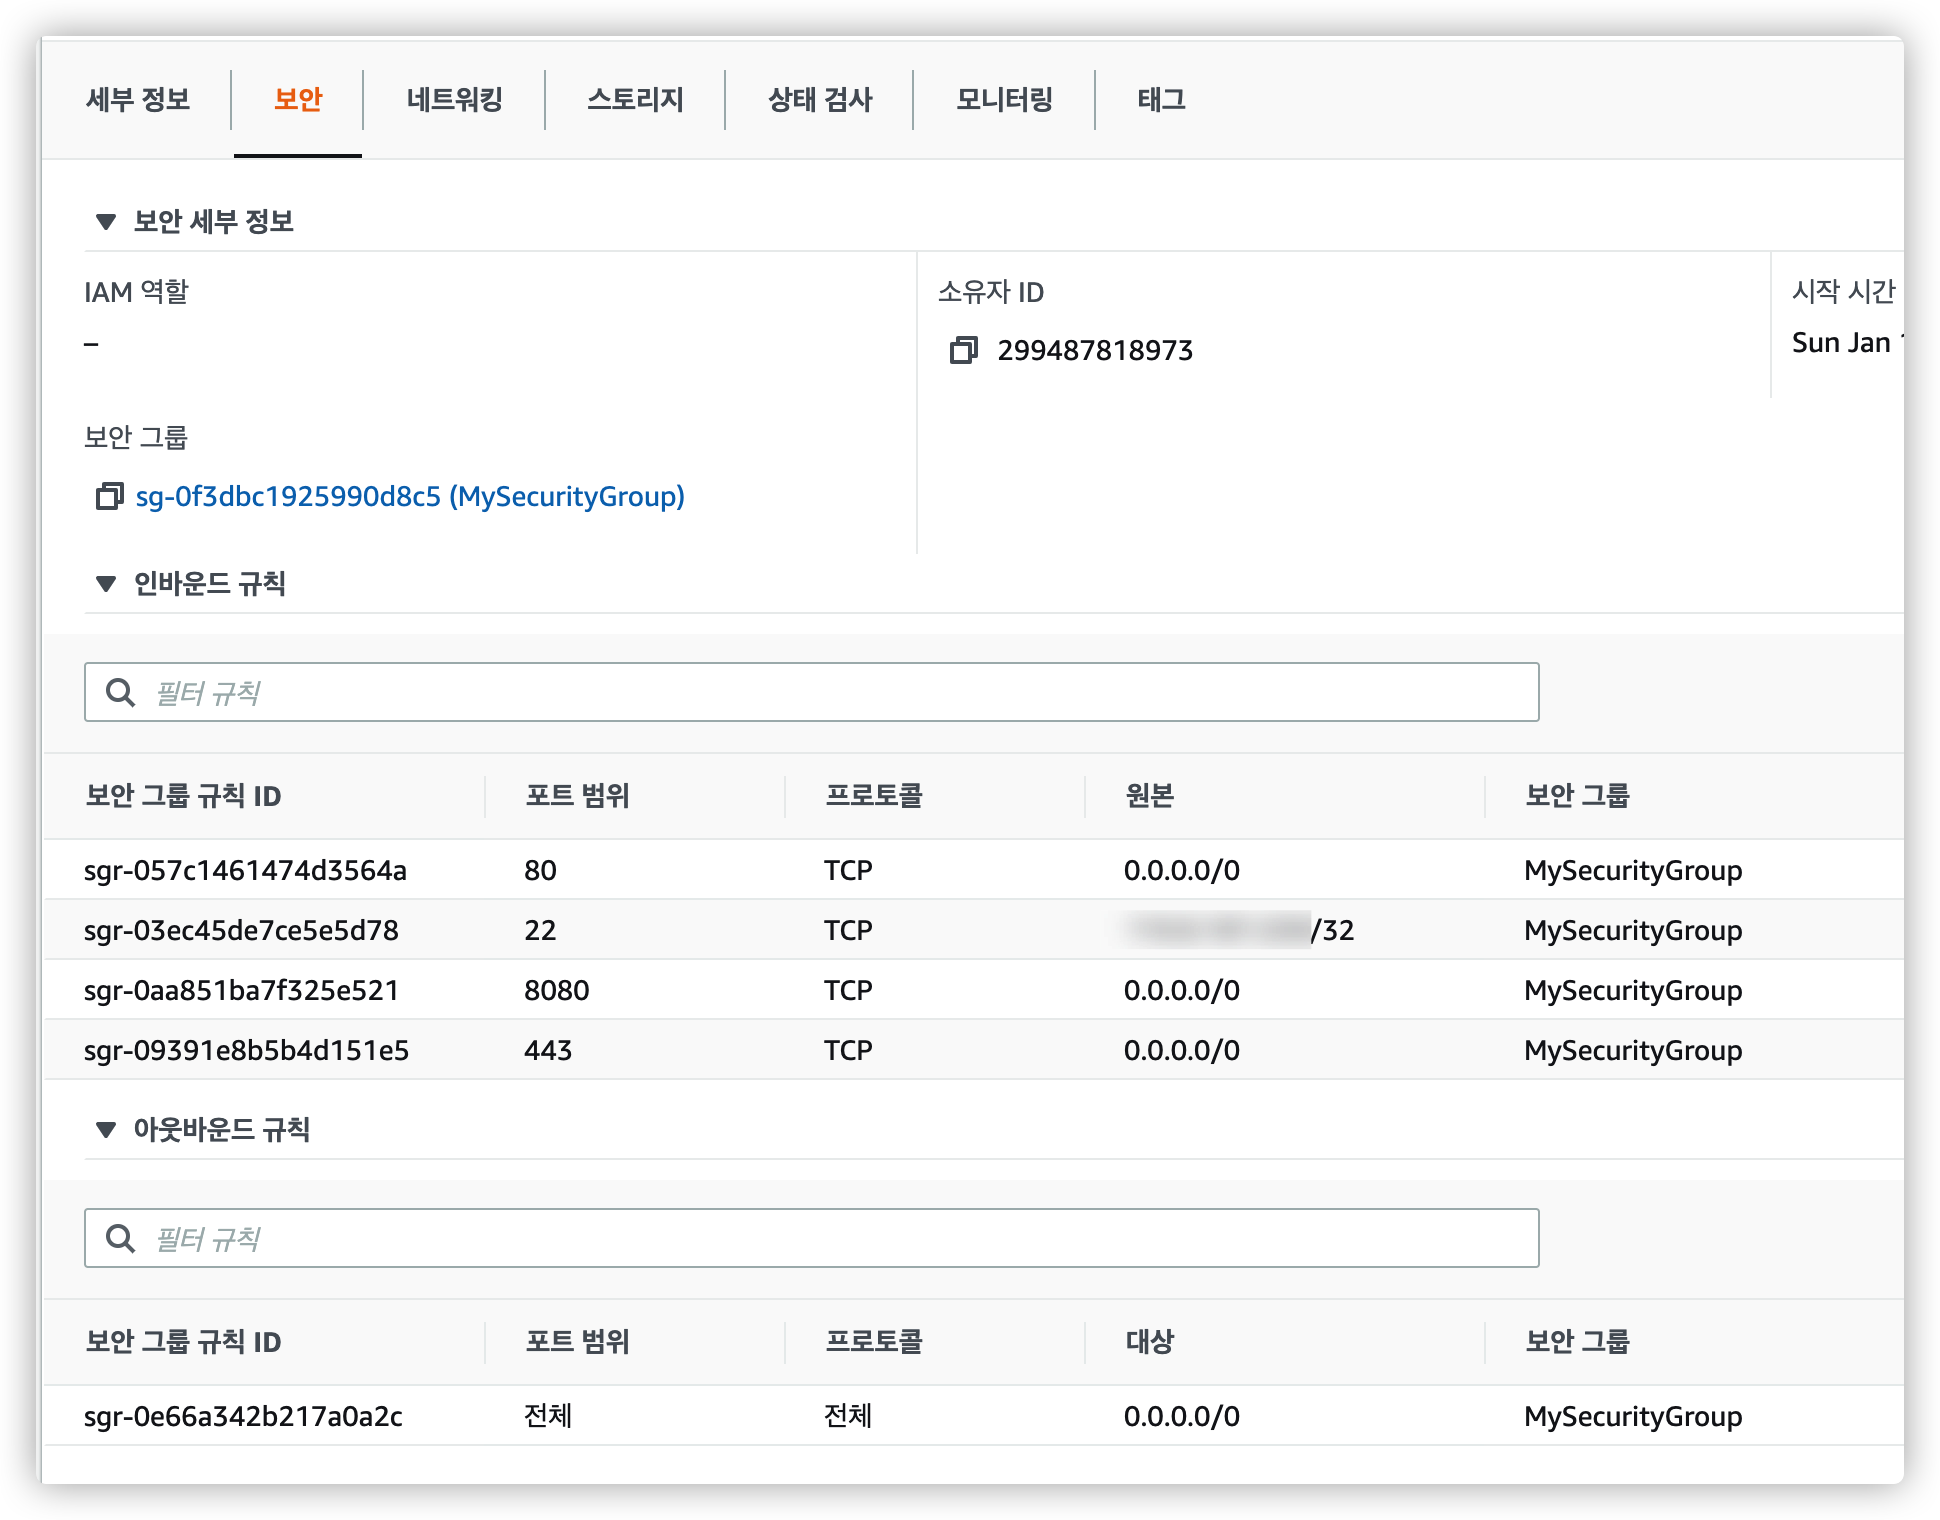 세부 정보 보안 네트워킹 스토리지 상태 검사 모니터링 태그
보안 세부 정보
IAM 역할 소유자 ID 시작 시간
– 299487818973 Sun Jan
보안 그룹
sg-0f3dbc1925990d8c5 (MySecurityGroup)
인바운드 규칙
필터 규칙
보안 그룹 규칙 ID 포트 범위 프로토콜 원본 보안 그룹
sgr-057c1461474d3564a 80 TCP 0.0.0.0/0 MySecurityGroup
sgr-03ec45de7ce5e5d78 22 TCP /32 MySecurityGroup
sgr-0aa851ba7f325e521 8080 TCP 0.0.0.0/0 MySecurityGroup
sgr-09391e8b5b4d151e5 443 TCP 0.0.0.0/0 MySecurityGroup
아웃바운드 규칙
필터 규칙
보안 그룹 규칙 ID 포트 범위 프로토콜 대상 보안 그룹
sgr-0e66a342b217a0a2c 전체 전체 0.0.0.0/0 MySecurityGroup